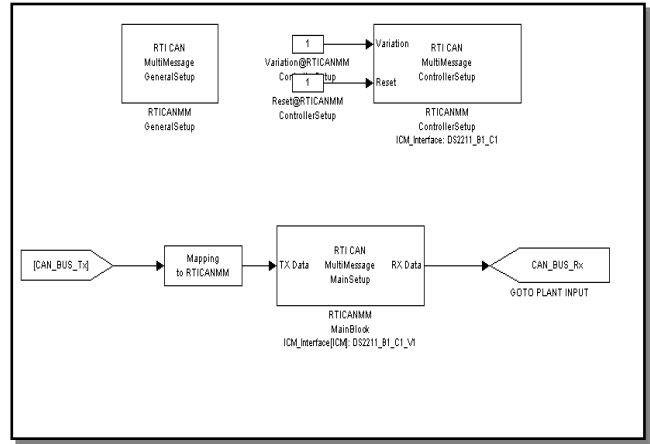 RTI CAN
MultiMessage
GeneralSetup
RTICANMM
GeneralSetup
1
Variation@RTICANMM
ControllerSetup
1
Reset@RTICANMM
ControllerSetup
Variation
Reset
RTI CAN
MultiMessage
ControllerSetup
RTICANMM
ControllerSetup
ICM_Interface: DS2211_B1_C1
[CAN_BUS_Tx]
Mapping
to RTICANMM
TX Data
RTI CAN
MultiMessage
MainSetup
RX Data
RTICANMM
MainBlock
ICM_Interface[ICM]: DS2211_B1_C1_V1
CAN_BUS_Rx
GOTO PLANT INPUT